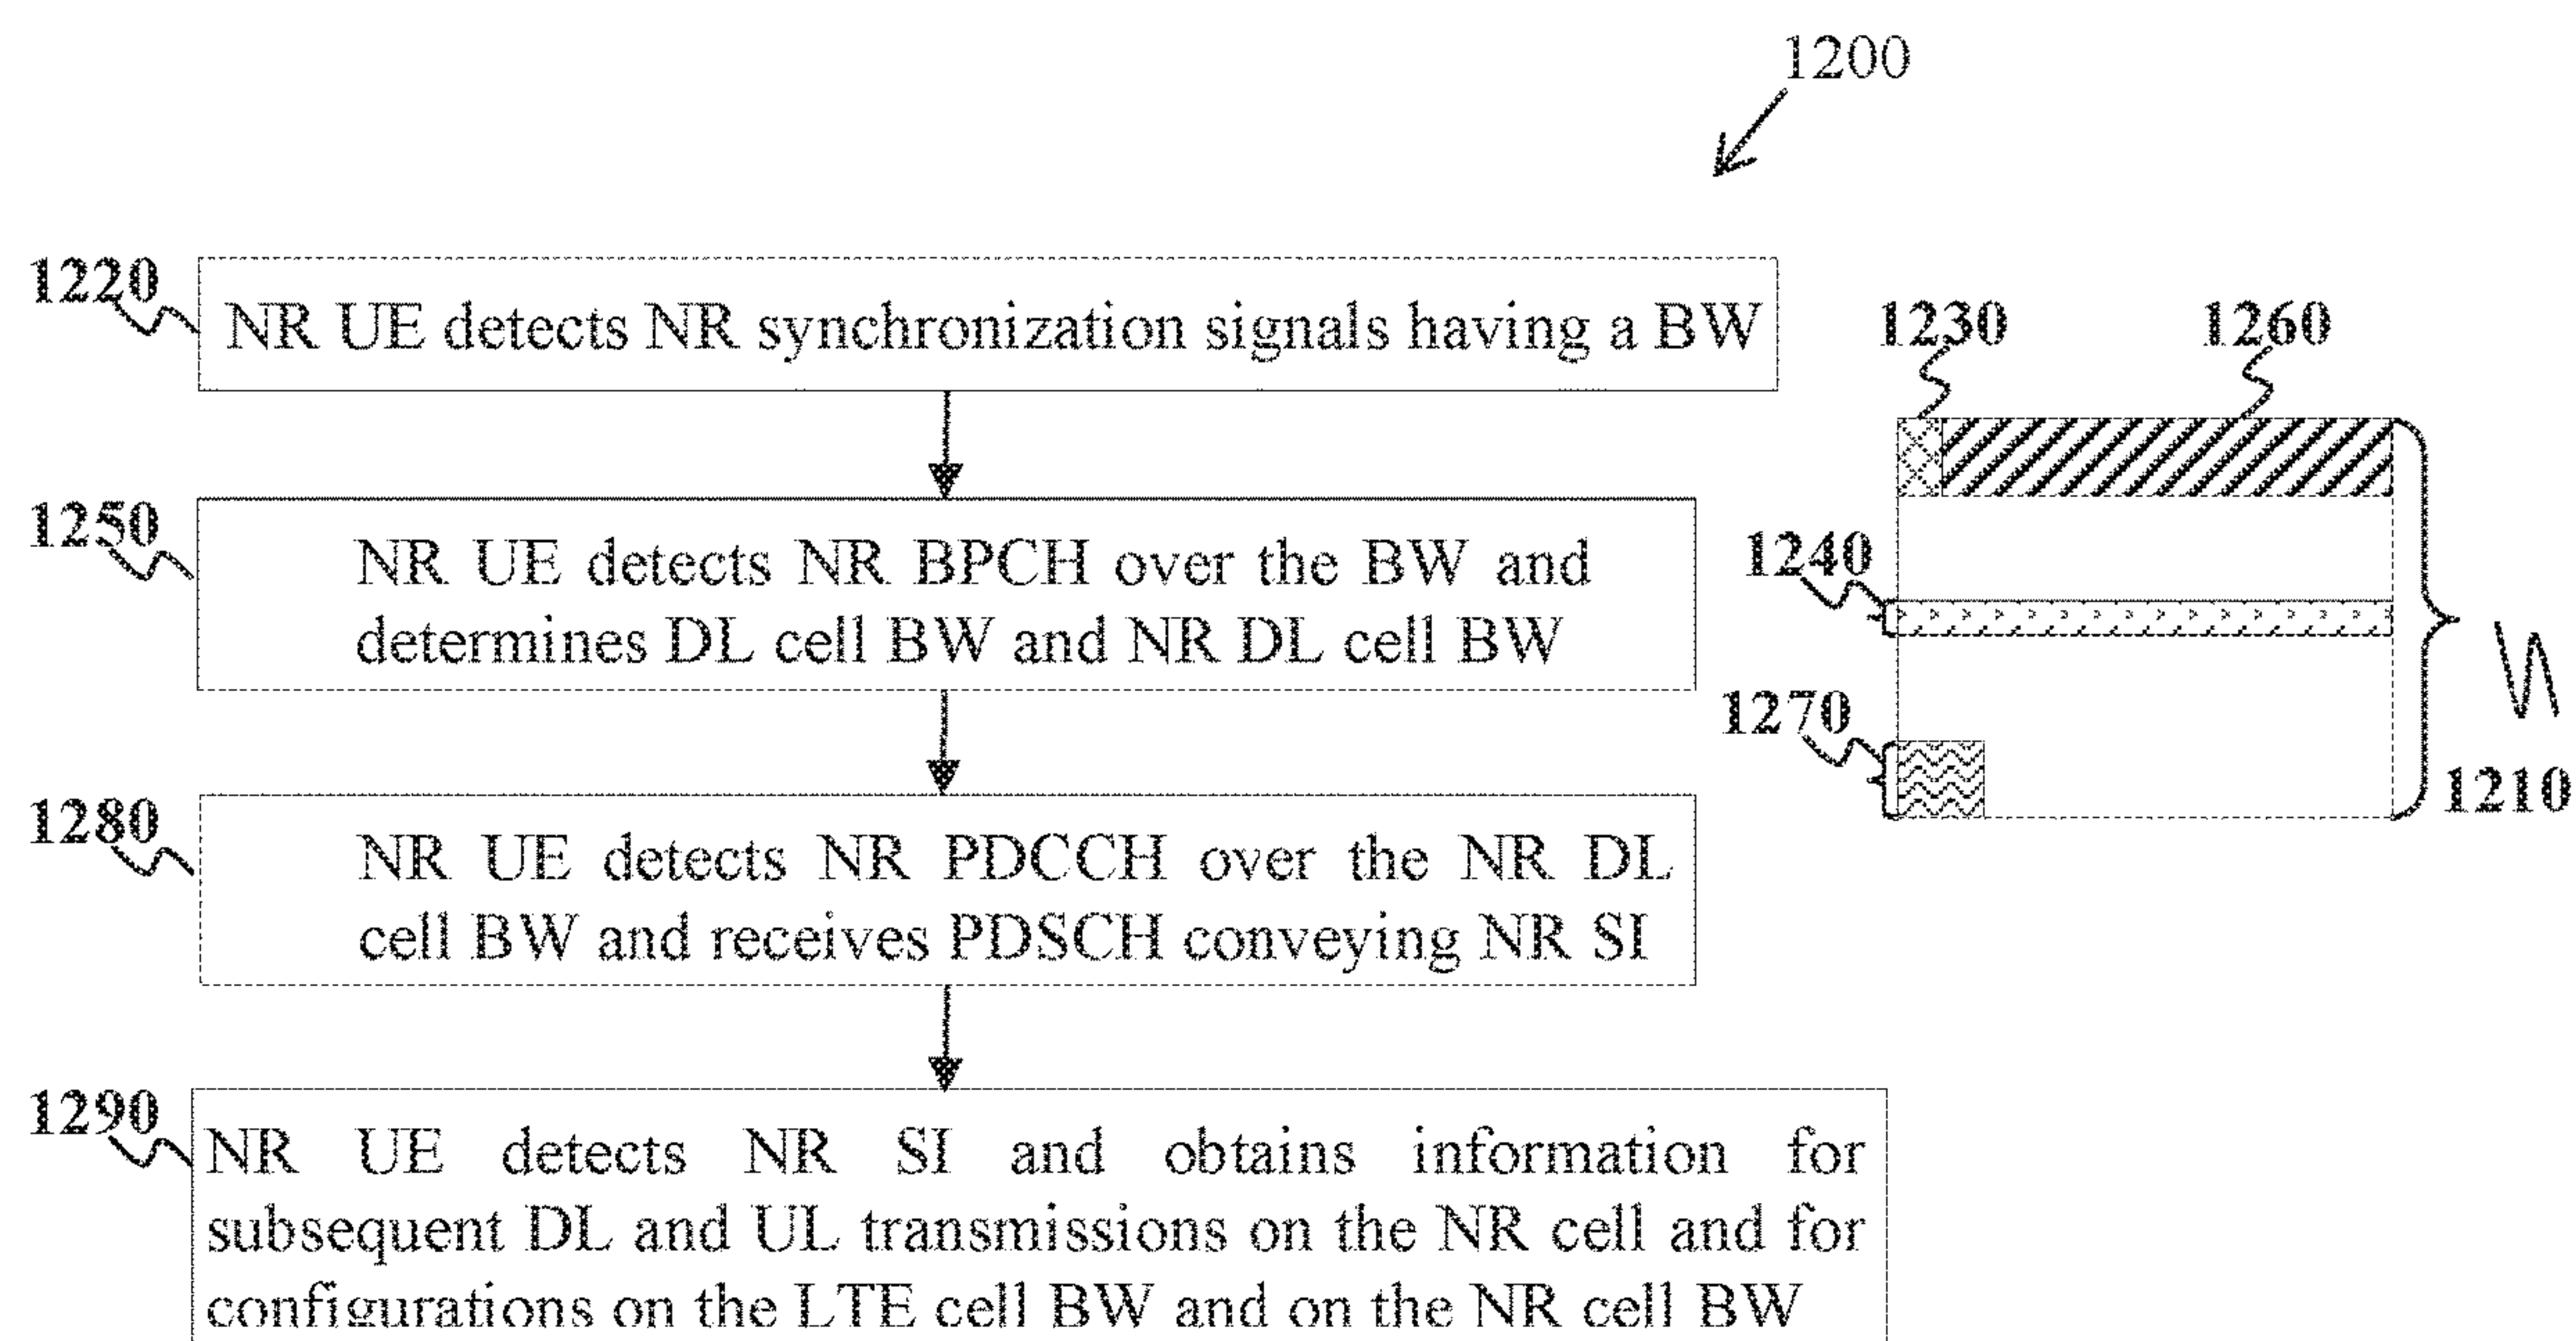 1200
1220
NR UE detects NR synchronization signals having a BW
1230
1260
1250
NR UE detects NR BPCH over the BW and
determines DL cell BW and NR DL cell BW
1240
1270
1210
1280
NR UE detects NR PDCCH over the NR DL
cell BW and receives PDSCH conveying NR SI
1290
NR UE detects NR SI and obtains information for
subsequent DL and UL transmissions on the NR cell and for
configurations on the LTE cell BW and on the NR cell BW